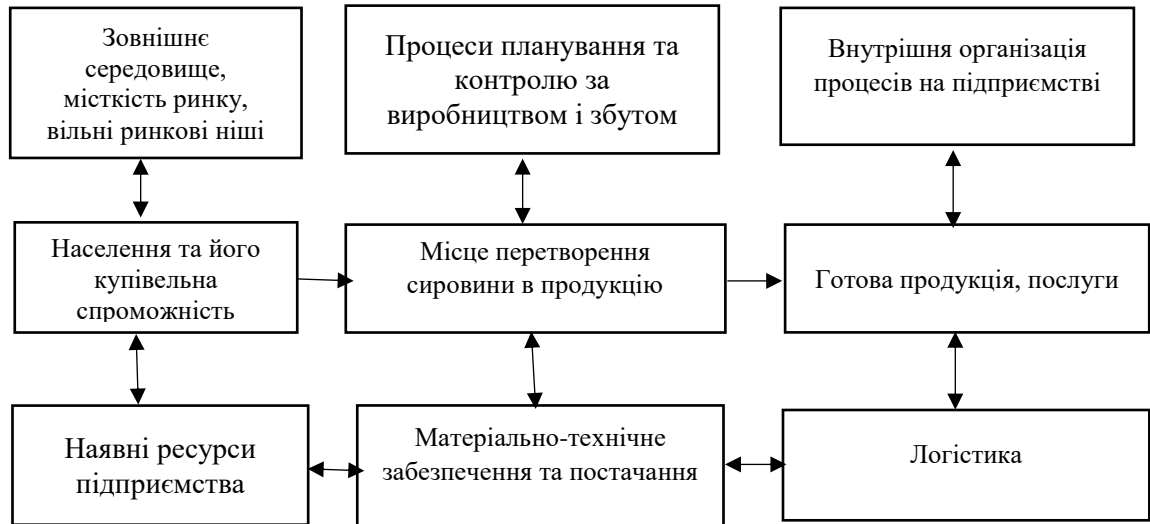 Зовнішнє
середовище,
місткість ринку,
вільні ринкові ніші
Процеси планування та
контролю за
виробництвом і збутом
Внутрішня організація
процесів на підприємстві
Населення та його
купівельна
спроможність
Місце перетворення
сировини в продукцію
Готова продукція, послуги
Наявні ресурси
підприємства
Матеріально-технічне
забезпечення та постачання
Логістика